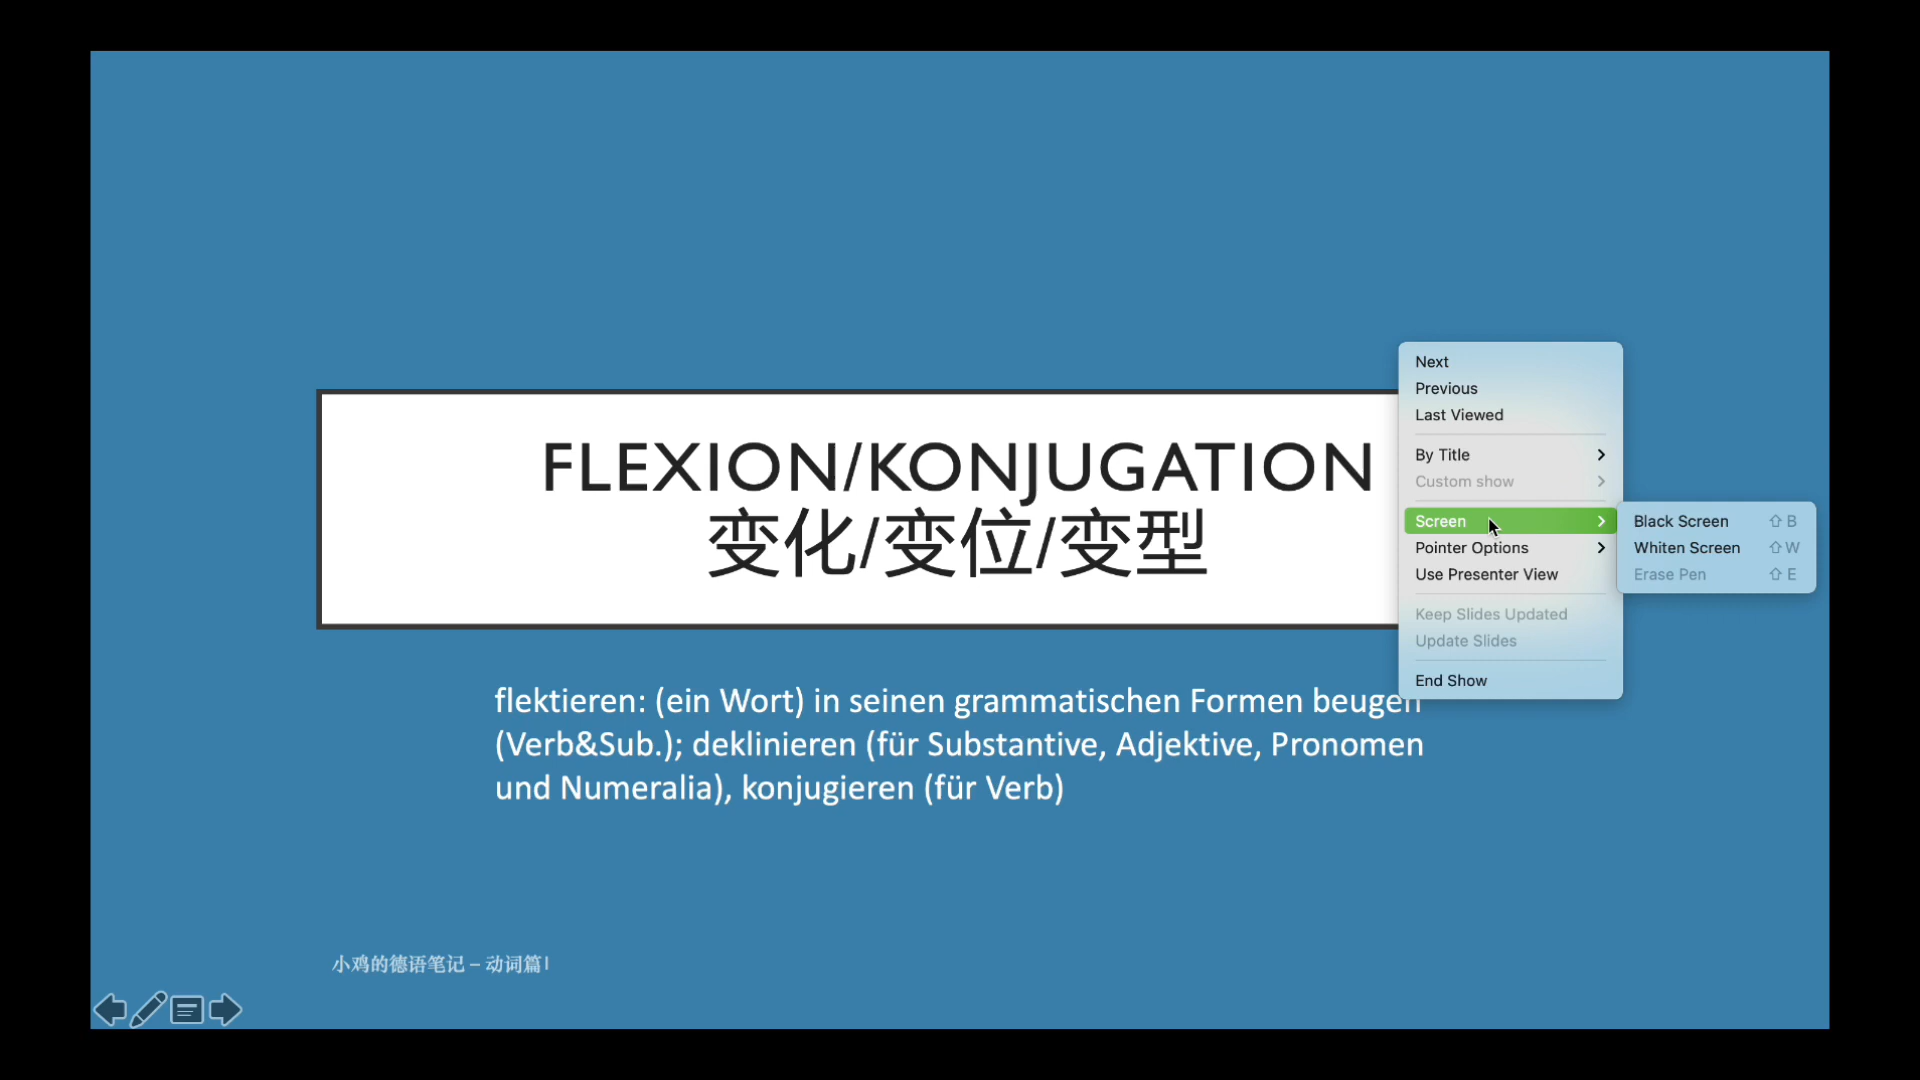 FLEXION/KONJUGATION
变化/变位/变型
flektieren: (ein Wort) in seinen grammatischen Formen beugen
(Verb&Sub.); deklinieren (für Substantive, Adjektive, Pronomen
und Numeralia), konjugieren (für Verb)
小鸡的德语笔记 – 动词篇I
Next
Previous
Last Viewed
By Title
Custom show
Screen
Pointer Options
Use Presenter View
Keep Slides Updated
Update Slides
End Show
Black Screen ⇧ B
Whiten Screen ⇧ W
Erase Pen ⇧ E